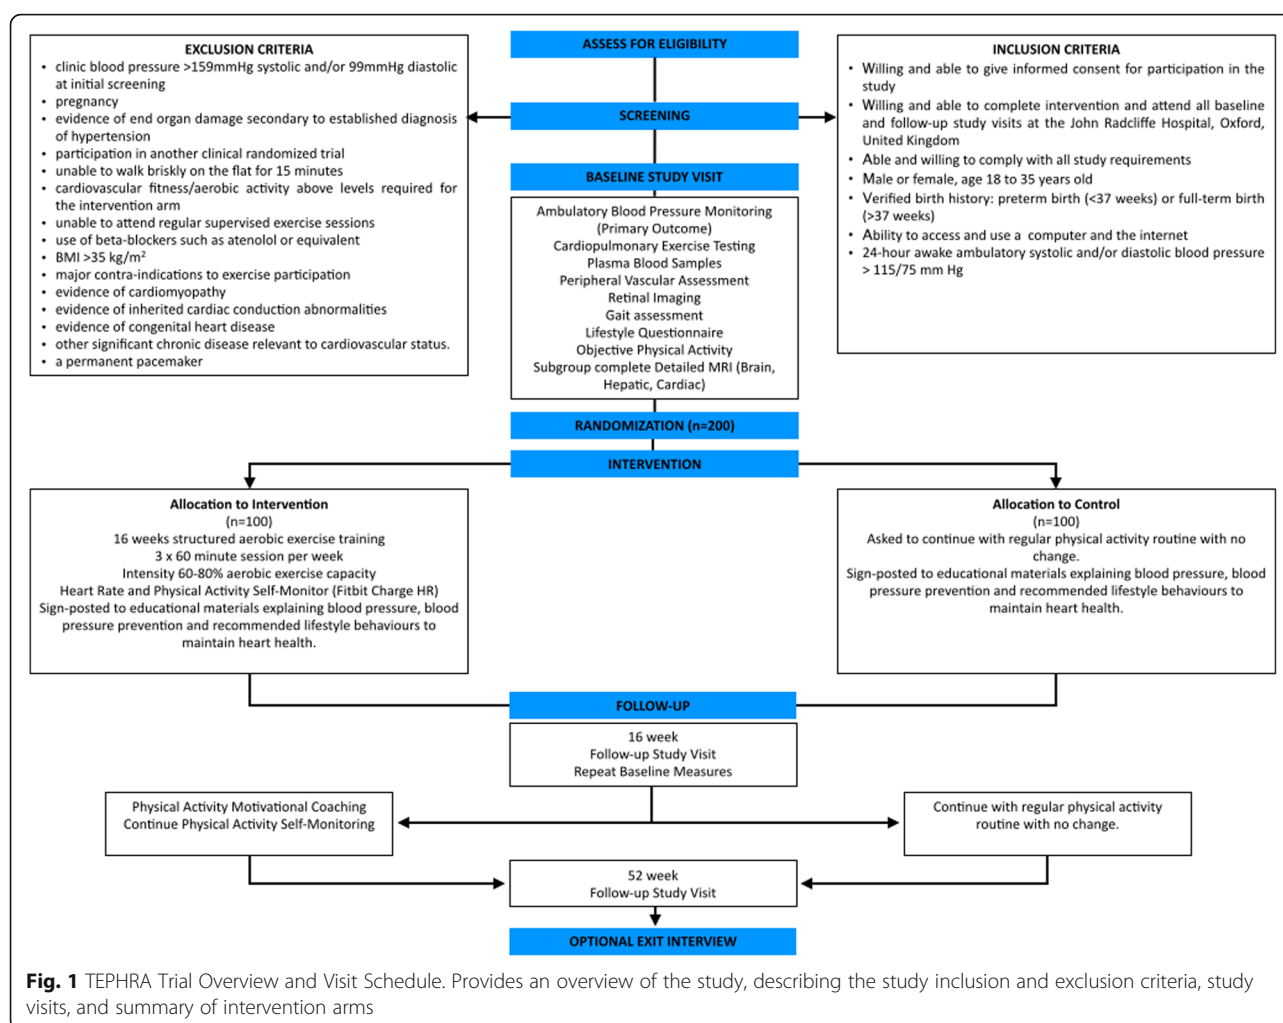 ASSESS FOR ELIGIBILITY
EXCLUSION CRITERIA
• clinic blood pressure >159mmHg systolic and/or 99mmHg diastolic
at initial screening
• pregnancy
• evidence of end organ damage secondary to established diagnosis
of hypertension
• participation in another clinical randomized trial
• unable to walk briskly on the flat for 15 minutes
• cardiovascular fitness/aerobic activity above levels required for
the intervention arm
• unable to attend regular supervised exercise sessions
• use of beta-blockers such as atenolol or equivalent
• BMI >35 kg/m²
• major contra-indications to exercise participation
• evidence of cardiomyopathy
• evidence of inherited cardiac conduction abnormalities
• evidence of congenital heart disease
• other significant chronic disease relevant to cardiovascular status.
• a permanent pacemaker
SCREENING
INCLUSION CRITERIA
• Willing and able to give informed consent for participation in the
study
• Willing and able to complete intervention and attend all baseline
and follow-up study visits at the John Radcliffe Hospital, Oxford,
United Kingdom
• Able and willing to comply with all study requirements
• Male or female, age 18 to 35 years old
• Verified birth history: preterm birth (<37 weeks) or full-term birth
(>37 weeks)
• Ability to access and use a computer and the internet
• 24-hour awake ambulatory systolic and/or diastolic blood pressure
> 115/75 mm Hg
BASELINE STUDY VISIT
Ambulatory Blood Pressure Monitoring
(Primary Outcome)
Cardiopulmonary Exercise Testing
Plasma Blood Samples
Peripheral Vascular Assessment
Retinal Imaging
Gait assessment
Lifestyle Questionnaire
Objective Physical Activity
Subgroup complete Detailed MRI (Brain,
Hepatic, Cardiac)
RANDOMIZATION (n=200)
INTERVENTION
Allocation to Intervention
(n=100)
16 weeks structured aerobic exercise training
3 x 60 minute session per week
Intensity 60-80% aerobic exercise capacity
Heart Rate and Physical Activity Self-Monitor (Fitbit Charge HR)
Sign-posted to educational materials explaining blood pressure, blood
pressure prevention and recommended lifestyle behaviours to
maintain heart health.
Allocation to Control
(n=100)
Asked to continue with regular physical activity routine with no
change.
Sign-posted to educational materials explaining blood pressure, blood
pressure prevention and recommended lifestyle behaviours to
maintain heart health.
FOLLOW-UP
16 week
Follow-up Study Visit
Repeat Baseline Measures
Physical Activity Motivational Coaching
Continue Physical Activity Self-Monitoring
Continue with regular physical activity
routine with no change.
52 week
Follow-up Study Visit
OPTIONAL EXIT INTERVIEW
Fig. 1 TEPHRA Trial Overview and Visit Schedule. Provides an overview of the study, describing the study inclusion and exclusion criteria, study
visits, and summary of intervention arms